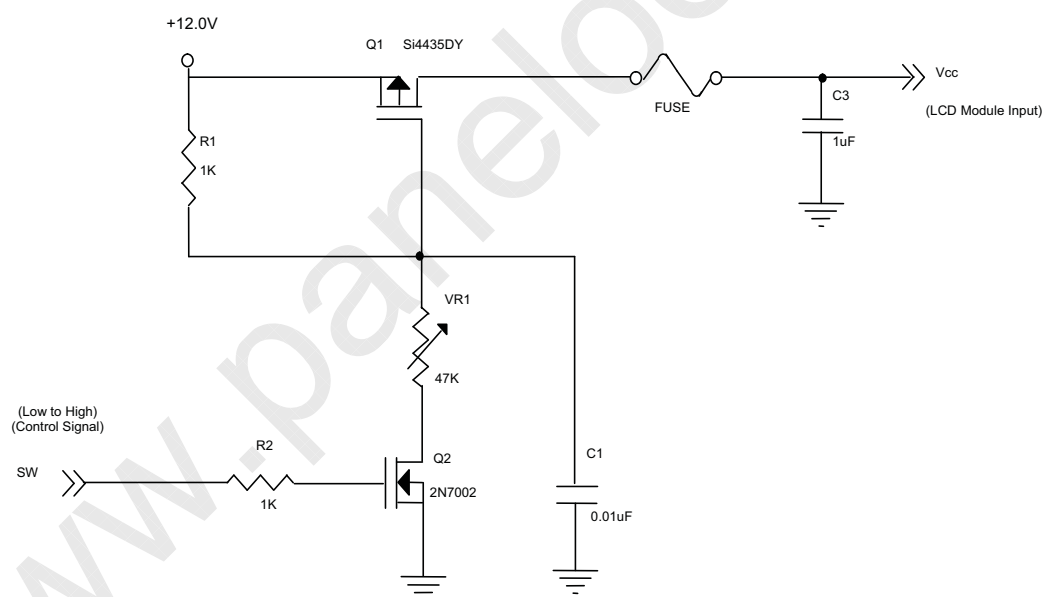 +12.0V
Q1 Si4435DY
Vcc
(LCD Module Input)
FUSE
C3
1uF
R1
1K
VR1
47K
(Low to High)
(Control Signal)
SW
R2
1K
Q2
2N7002
C1
0.01uF
www.panelo